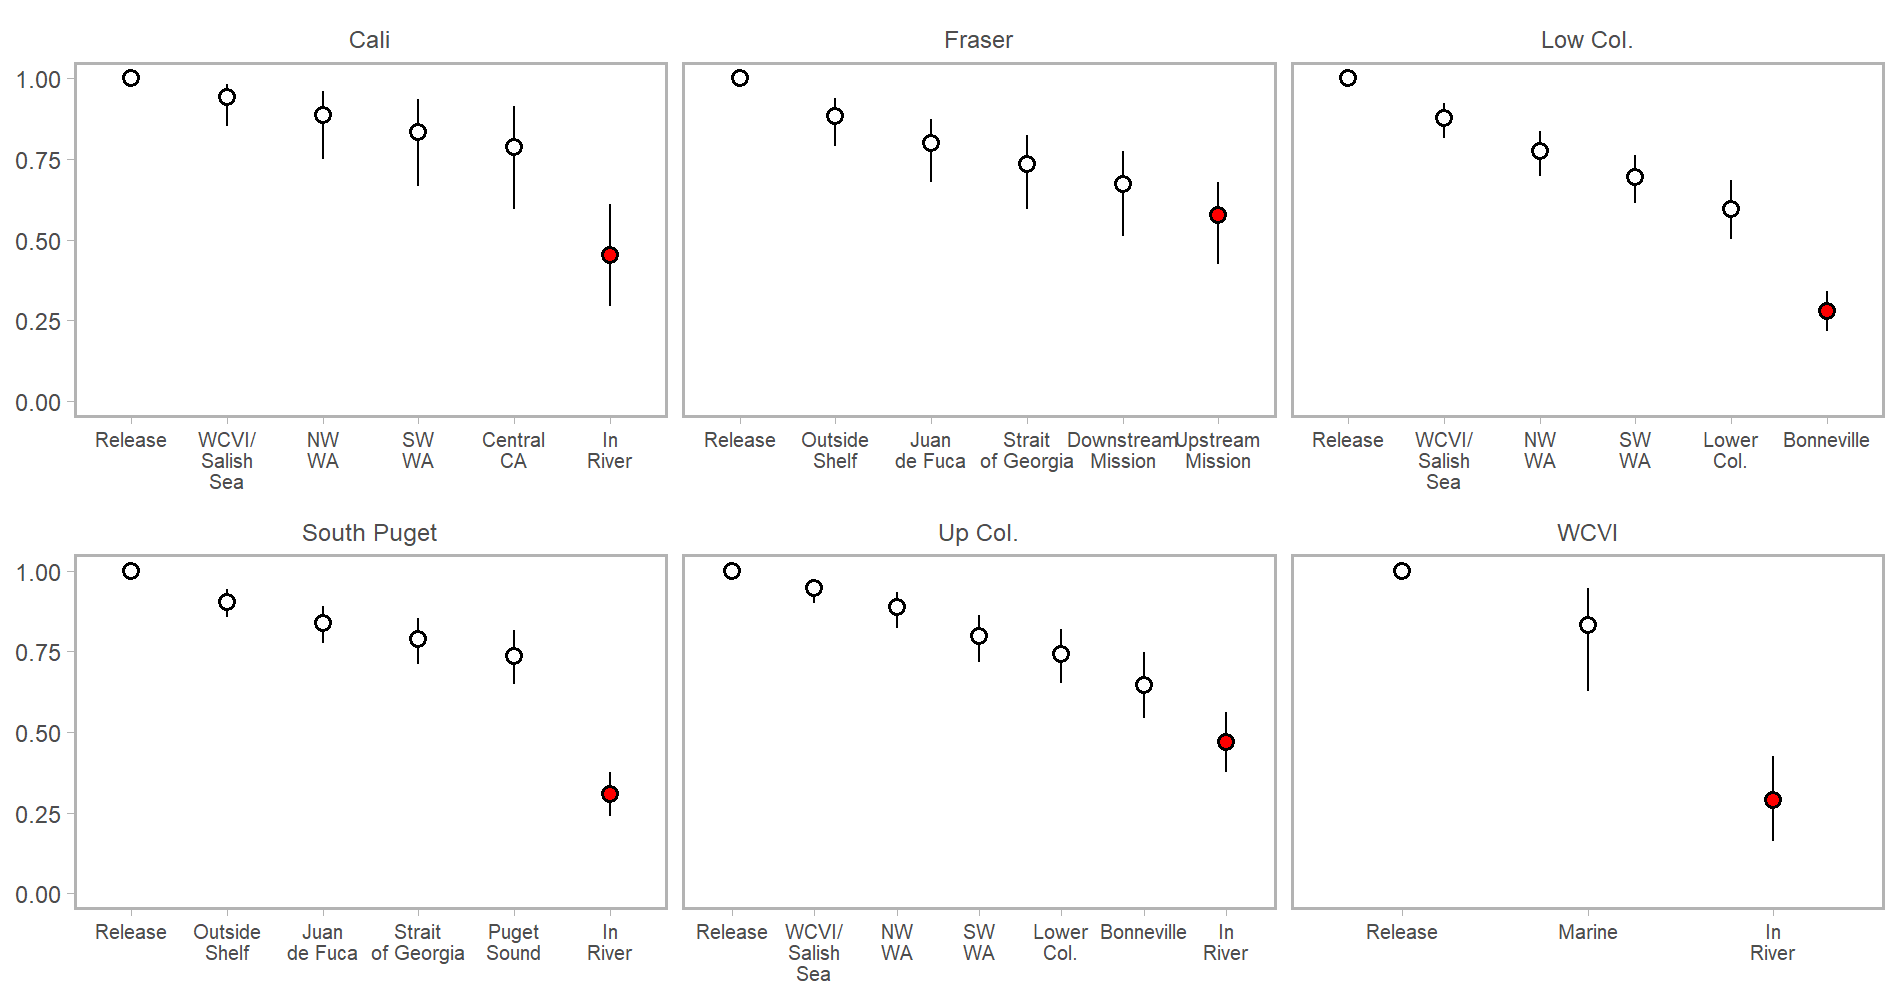 Cali
Fraser
Low Col.
1.00
0.75
0.50
0.25
0.00
Release
WCVI/
Salish
Sea
NW
WA
SW
WA
Central
CA
In
River
Release
Outside
Shelf
Juan
de Fuca
Strait
of Georgia
Downstream
Mission
Upstream
Mission
Release
WCVI/
Salish
Sea
NW
WA
SW
WA
Lower
Col.
Bonneville
South Puget
Up Col.
WCVI
1.00
0.75
0.50
0.25
0.00
Release
Outside
Shelf
Juan
de Fuca
Strait
of Georgia
Puget
Sound
In
River
Release
WCVI/
Salish
Sea
NW
WA
SW
WA
Lower
Col.
Bonneville
In
River
Release
Marine
In
River